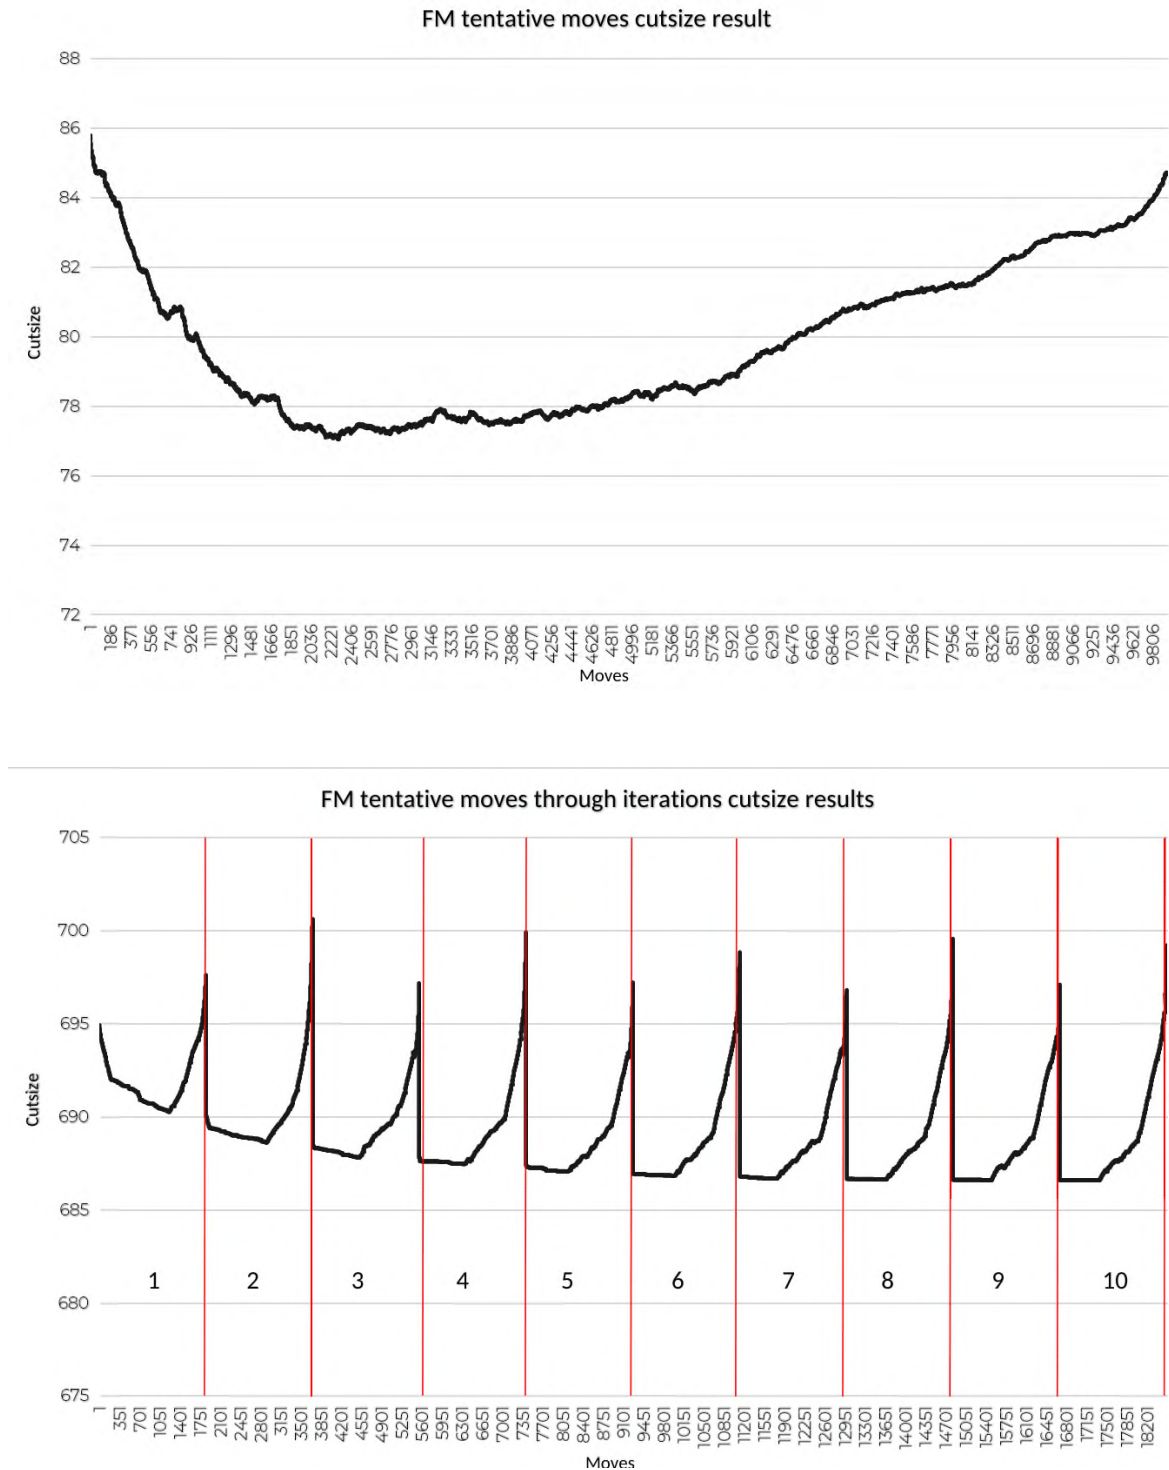 FM tentative moves cutsize result
88
86
84
82
80
78
76
74
72
Cutsize
1 186 371 556 741 926 1111 1296 1481 1666 1851 2036 2221 2406 2591 2776 2961 3146 3331 3516 3701 3886 4071 4256 4441 4626 4811 4996 5181 5366 5551 5736 5921 6106 6291 6476 6661 6846 7031 7216 7401 7586 7771 7956 8141 8326 8511 8696 8881 9066 9251 9436 9621 9806
Moves
FM tentative moves through iterations cutsize results
705
700
695
690
685
680
675
Cutsize
1 2 3 4 5 6 7 8 9 10
1 351 701 1051 1401 1751 2101 2451 2801 3151 3501 3851 4201 4551 4901 5251 5601 5951 6301 6651 7001 7351 7701 8051 8401 8751 9101 9451 9801 10151 10501 10851 11201 11551 11901 12251 12601 12951 13301 13651 14001 14351 14701 15051 15401 15751 16101 16451 16801 17151 17501 17851 18201
Moves